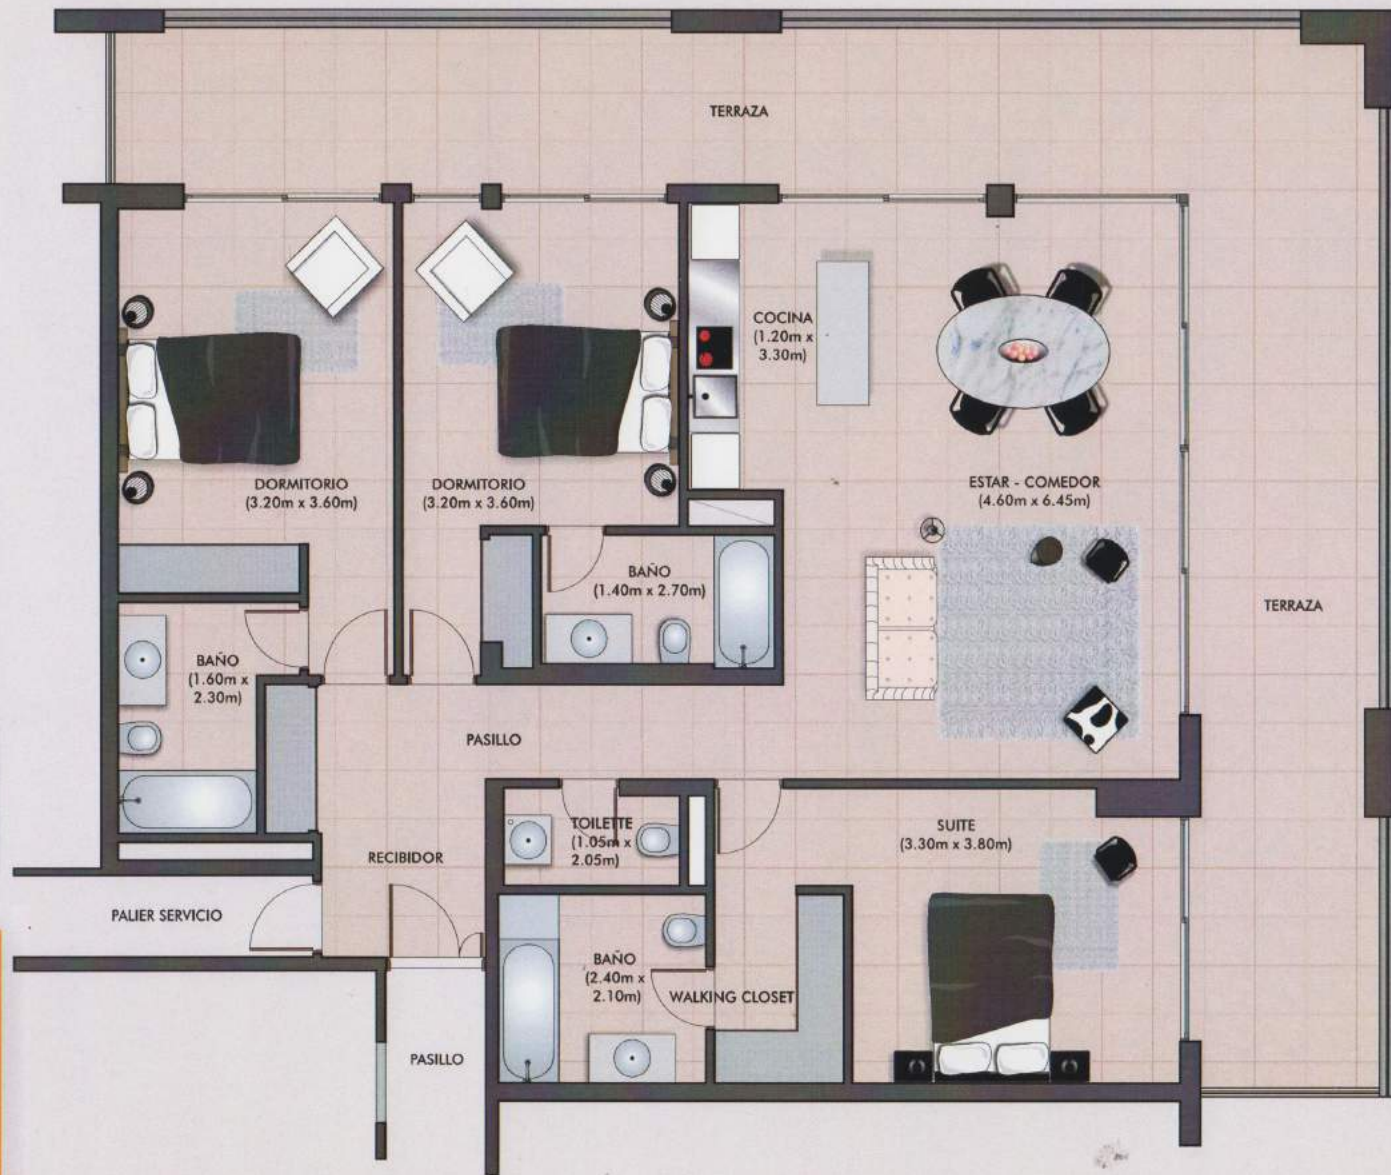 TERRAZA
COCINA
(1.20m x
3.30m)
DORMITORIO
(3.20m x 3.60m)
DORMITORIO
(3.20m x 3.60m)
ESTAR - COMEDOR
(4.60m x 6.45m)
BAÑO
(1.40m x 2.70m)
TERRAZA
BAÑO
(1.60m x
2.30m)
PASILLO
TOILETTE
(1.05m x
2.05m)
SUITE
(3.30m x 3.80m)
RECIBIDOR
PALIER SERVICIO
BAÑO
(2.40m x
2.10m)
WALKING CLOSET
PASILLO